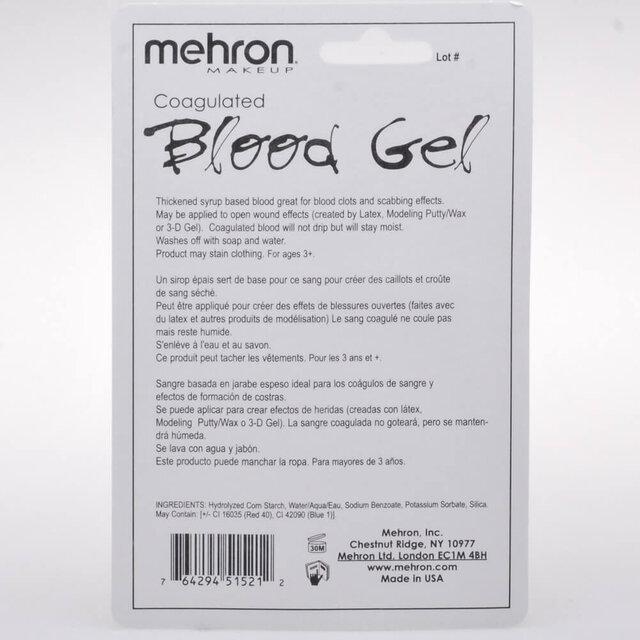 mehron.
MAKEUP
Lot #
Coagulated
Blood Gel
Thickened syrup based blood great for blood clots and scabbing effects.
May be applied to open wound effects (created by Latex, Modeling Putty/Wax
or 3-D Gel). Coagulated blood will not drip but will stay moist.
Washes off with soap and water.
Product may stain clothing. For ages 3+.
Un sirop épais sert de base pour ce sang pour créer des caillots et croûte
de sang séché.
Peut être appliqué pour créer des effets de blessures ouvertes (faites avec
du latex et autres produits de modélisation) Le sang coagulé ne coule pas
mais reste humide.
S'enlève à l'eau et au savon.
Ce produit peut tacher les vêtements. Pour les 3 ans et +.
Sangre basada en jarabe espeso ideal para los coágulos de sangre y
efectos de formación de costras.
Se puede aplicar para crear efectos de heridas (creadas con látex,
Modeling Putty/Wax o 3-D Gel). La sangre coagulada no goteará, pero se manten-
drá húmeda.
Se lava con agua y jabón.
Este producto puede manchar la ropa. Para mayores de 3 años.
INGREDIENTS: Hydrolyzed Corn Starch, Water/Aqua/Eau, Sodium Benzoate, Potassium Sorbate, Silica.
May Contain: [+/- CI 16035 (Red 40), CI 42090 (Blue 1)]
7 64294 51521 2
30M
Mehron, Inc.
Chestnut Ridge, NY 10977
Mehron Ltd. London EC1M 4BH
www.mehron.com
Made in USA